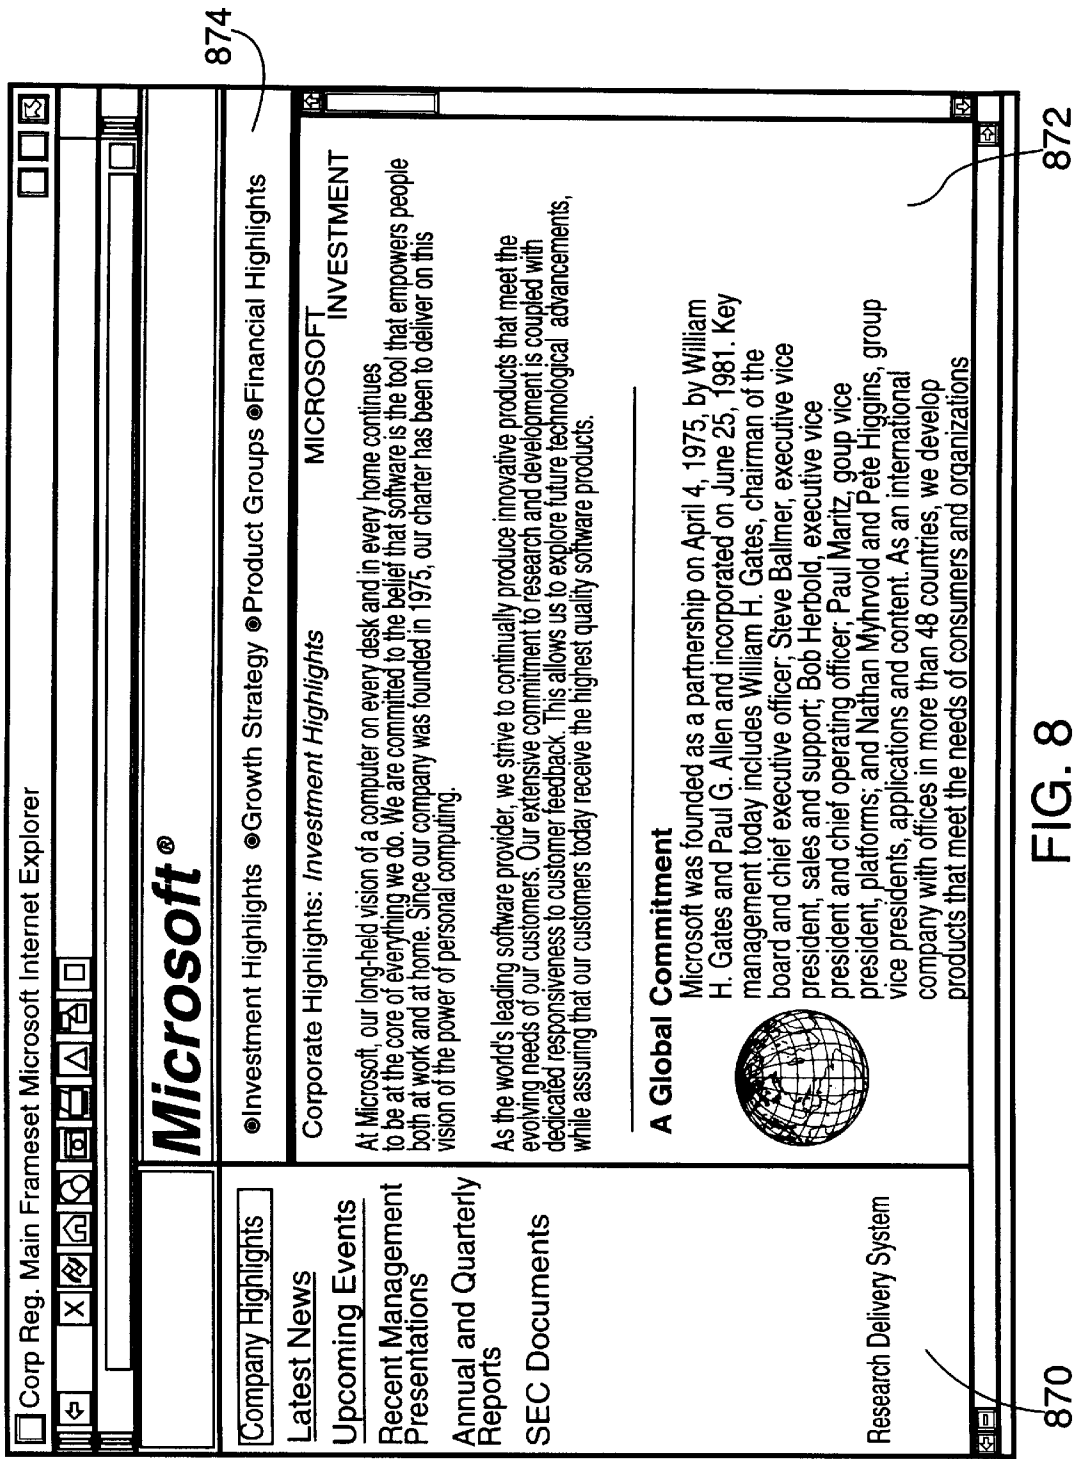 Corp Reg. Main Frameset Microsoft Internet Explorer
Microsoft®
Company Highlights
Latest News
Upcoming Events
Recent Management
Presentations
Annual and Quarterly
Reports
SEC Documents
Research Delivery System
◉Investment Highlights ◉Growth Strategy ◉Product Groups ◉Financial Highlights
Corporate Highlights: Investment Highlights
MICROSOFT
INVESTMENT
At Microsoft, our long-held vision of a computer on every desk and in every home continues
to be at the core of everything we do. We are committed to the belief that software is the tool that empowers people
both at work and at home. Since our company was founded in 1975, our charter has been to deliver on this
vision of the power of personal computing.
As the world's leading software provider, we strive to continually produce innovative products that meet the
evolving needs of our customers. Our extensive commitment to research and development is coupled with
dedicated responsiveness to customer feedback. This allows us to explore future technological advancements,
while assuring that our customers today receive the highest quality software products.
A Global Commitment
Microsoft was founded as a partnership on April 4, 1975, by William
H. Gates and Paul G. Allen and incorporated on June 25, 1981. Key
management today includes William H. Gates, chairman of the
board and chief executive officer; Steve Ballmer, executive vice
president, sales and support; Bob Herbold, executive vice
president and chief operating officer; Paul Maritz, goup vice
president, platforms; and Nathan Myhrvold and Pete Higgins, group
vice presidents, applications and content. As an international
company with offices in more than 48 countries, we develop
products that meet the needs of consumers and organizations
870
872
874
FIG. 8